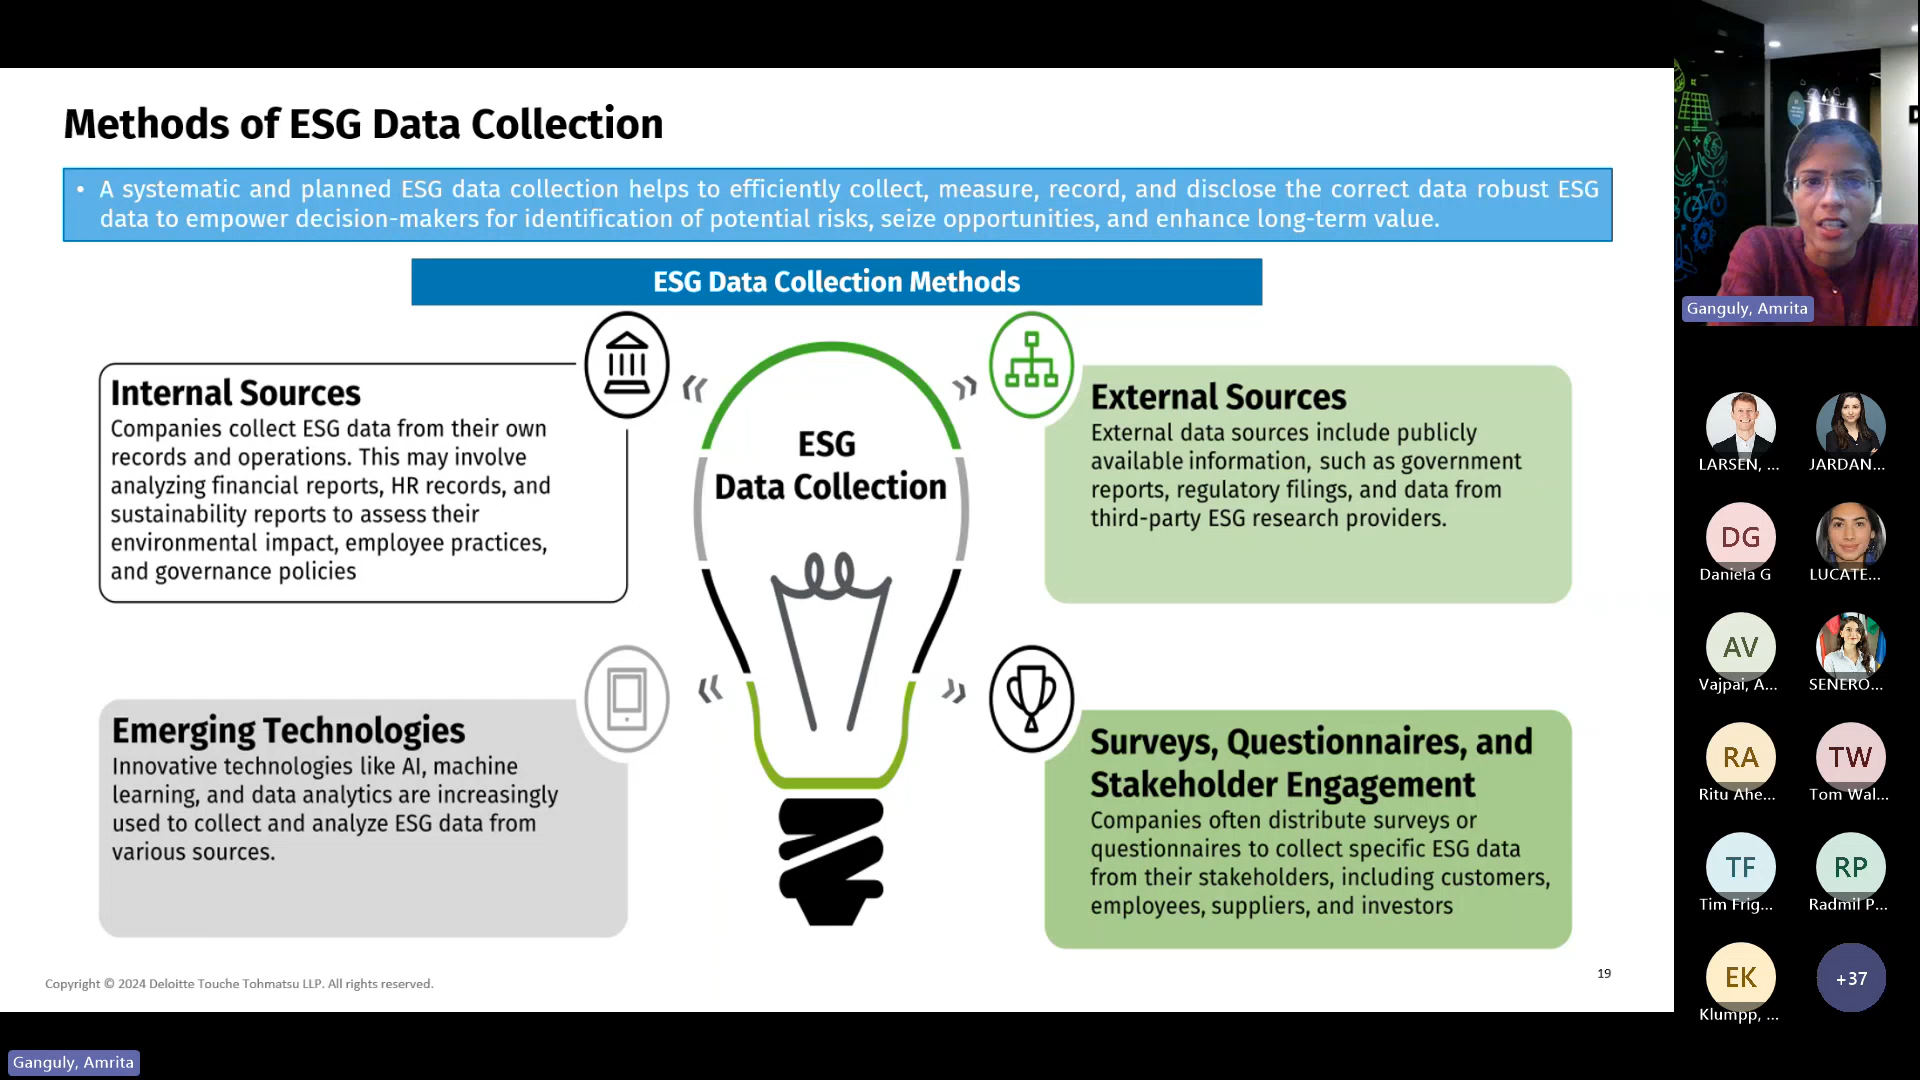 Methods of ESG Data Collection
• A systematic and planned ESG data collection helps to efficiently collect, measure, record, and disclose the correct data robust ESG
data to empower decision-makers for identification of potential risks, seize opportunities, and enhance long-term value.
ESG Data Collection Methods
Internal Sources
Companies collect ESG data from their own
records and operations. This may involve
analyzing financial reports, HR records, and
sustainability reports to assess their
environmental impact, employee practices,
and governance policies
ESG
Data Collection
External Sources
External data sources include publicly
available information, such as government
reports, regulatory filings, and data from
third-party ESG research providers.
Emerging Technologies
Innovative technologies like AI, machine
learning, and data analytics are increasingly
used to collect and analyze ESG data from
various sources.
Surveys, Questionnaires, and
Stakeholder Engagement
Companies often distribute surveys or
questionnaires to collect specific ESG data
from their stakeholders, including customers,
employees, suppliers, and investors
Copyright © 2024 Deloitte Touche Tohmatsu LLP. All rights reserved.
19
Ganguly, Amrita
D
Ganguly, Amrita
LARSEN, ...
JARDAN...
DG
Daniela G
LUCATE...
AV
Vajpai, A...
SENERO...
RA
Ritu Ahe...
TW
Tom Wal...
TF
Tim Frig...
RP
Radmil P...
EK
Klumpp, ...
+37